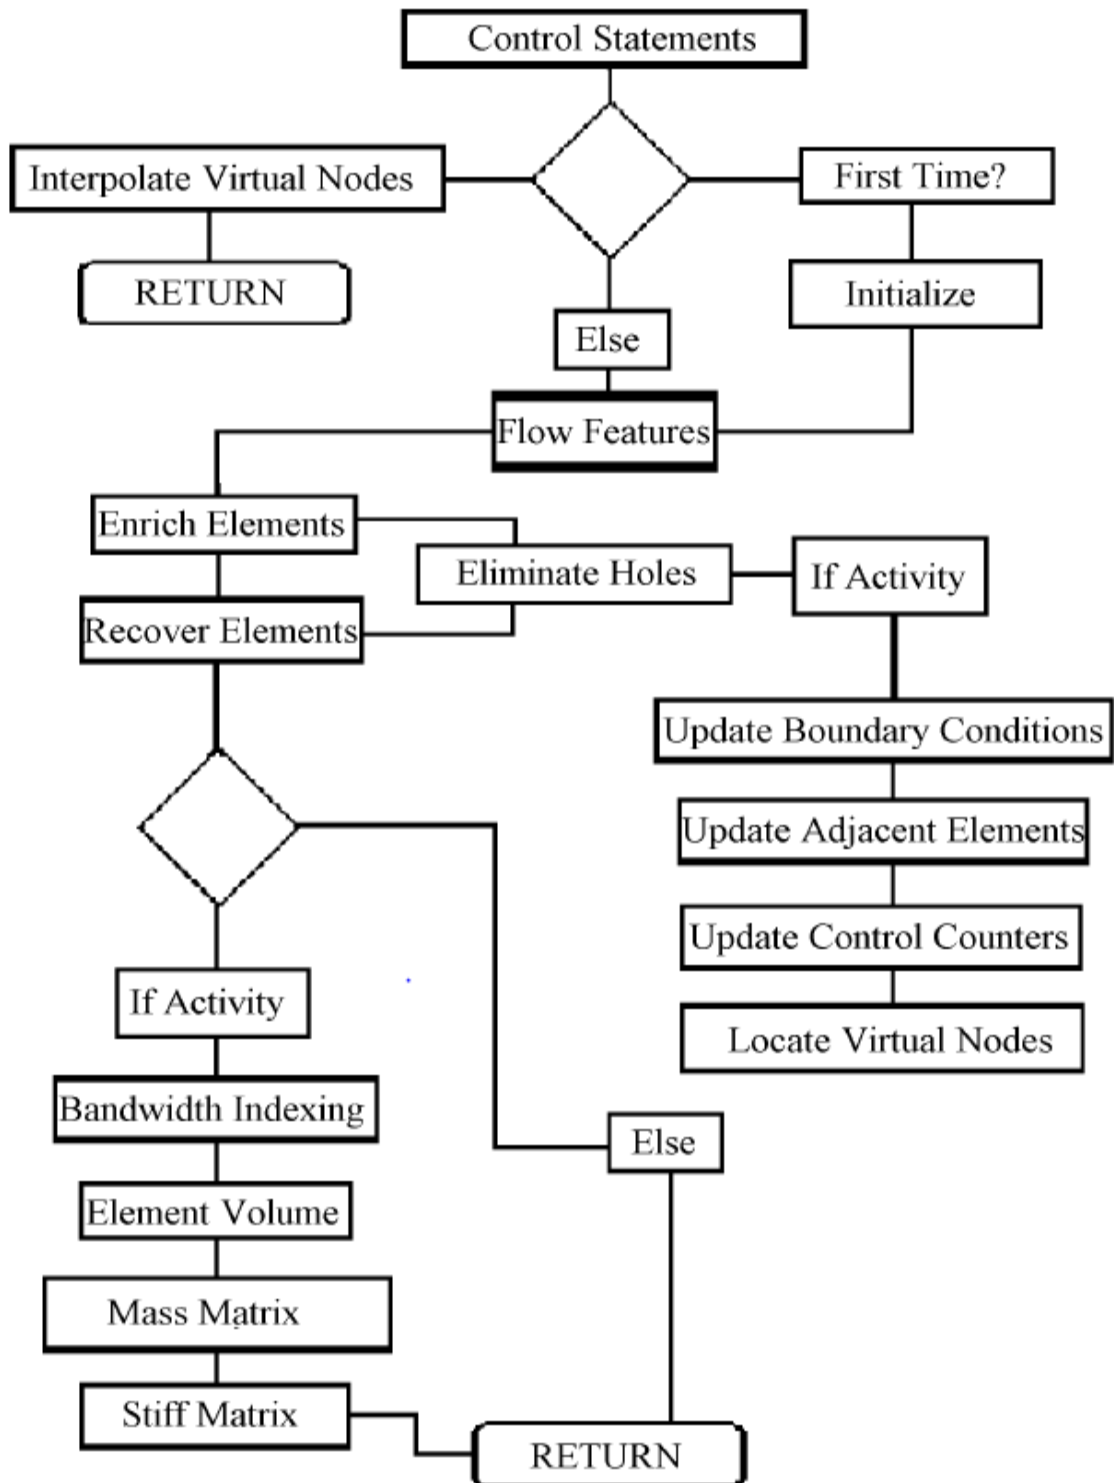 Control Statements
Interpolate Virtual Nodes
First Time?
RETURN
Initialize
Else
Flow Features
Enrich Elements
Eliminate Holes
If Activity
Recover Elements
Update Boundary Conditions
Update Adjacent Elements
Update Control Counters
If Activity
Locate Virtual Nodes
Bandwidth Indexing
Else
Element Volume
Mass Matrix
Stiff Matrix
RETURN